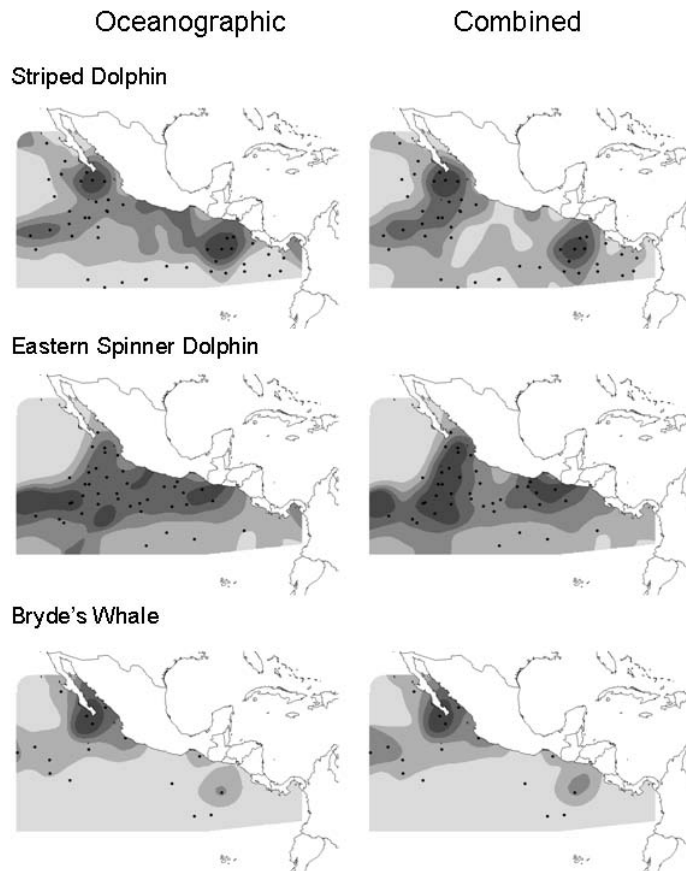 Oceanographic Combined
Striped Dolphin
Eastern Spinner Dolphin
Bryde's Whale